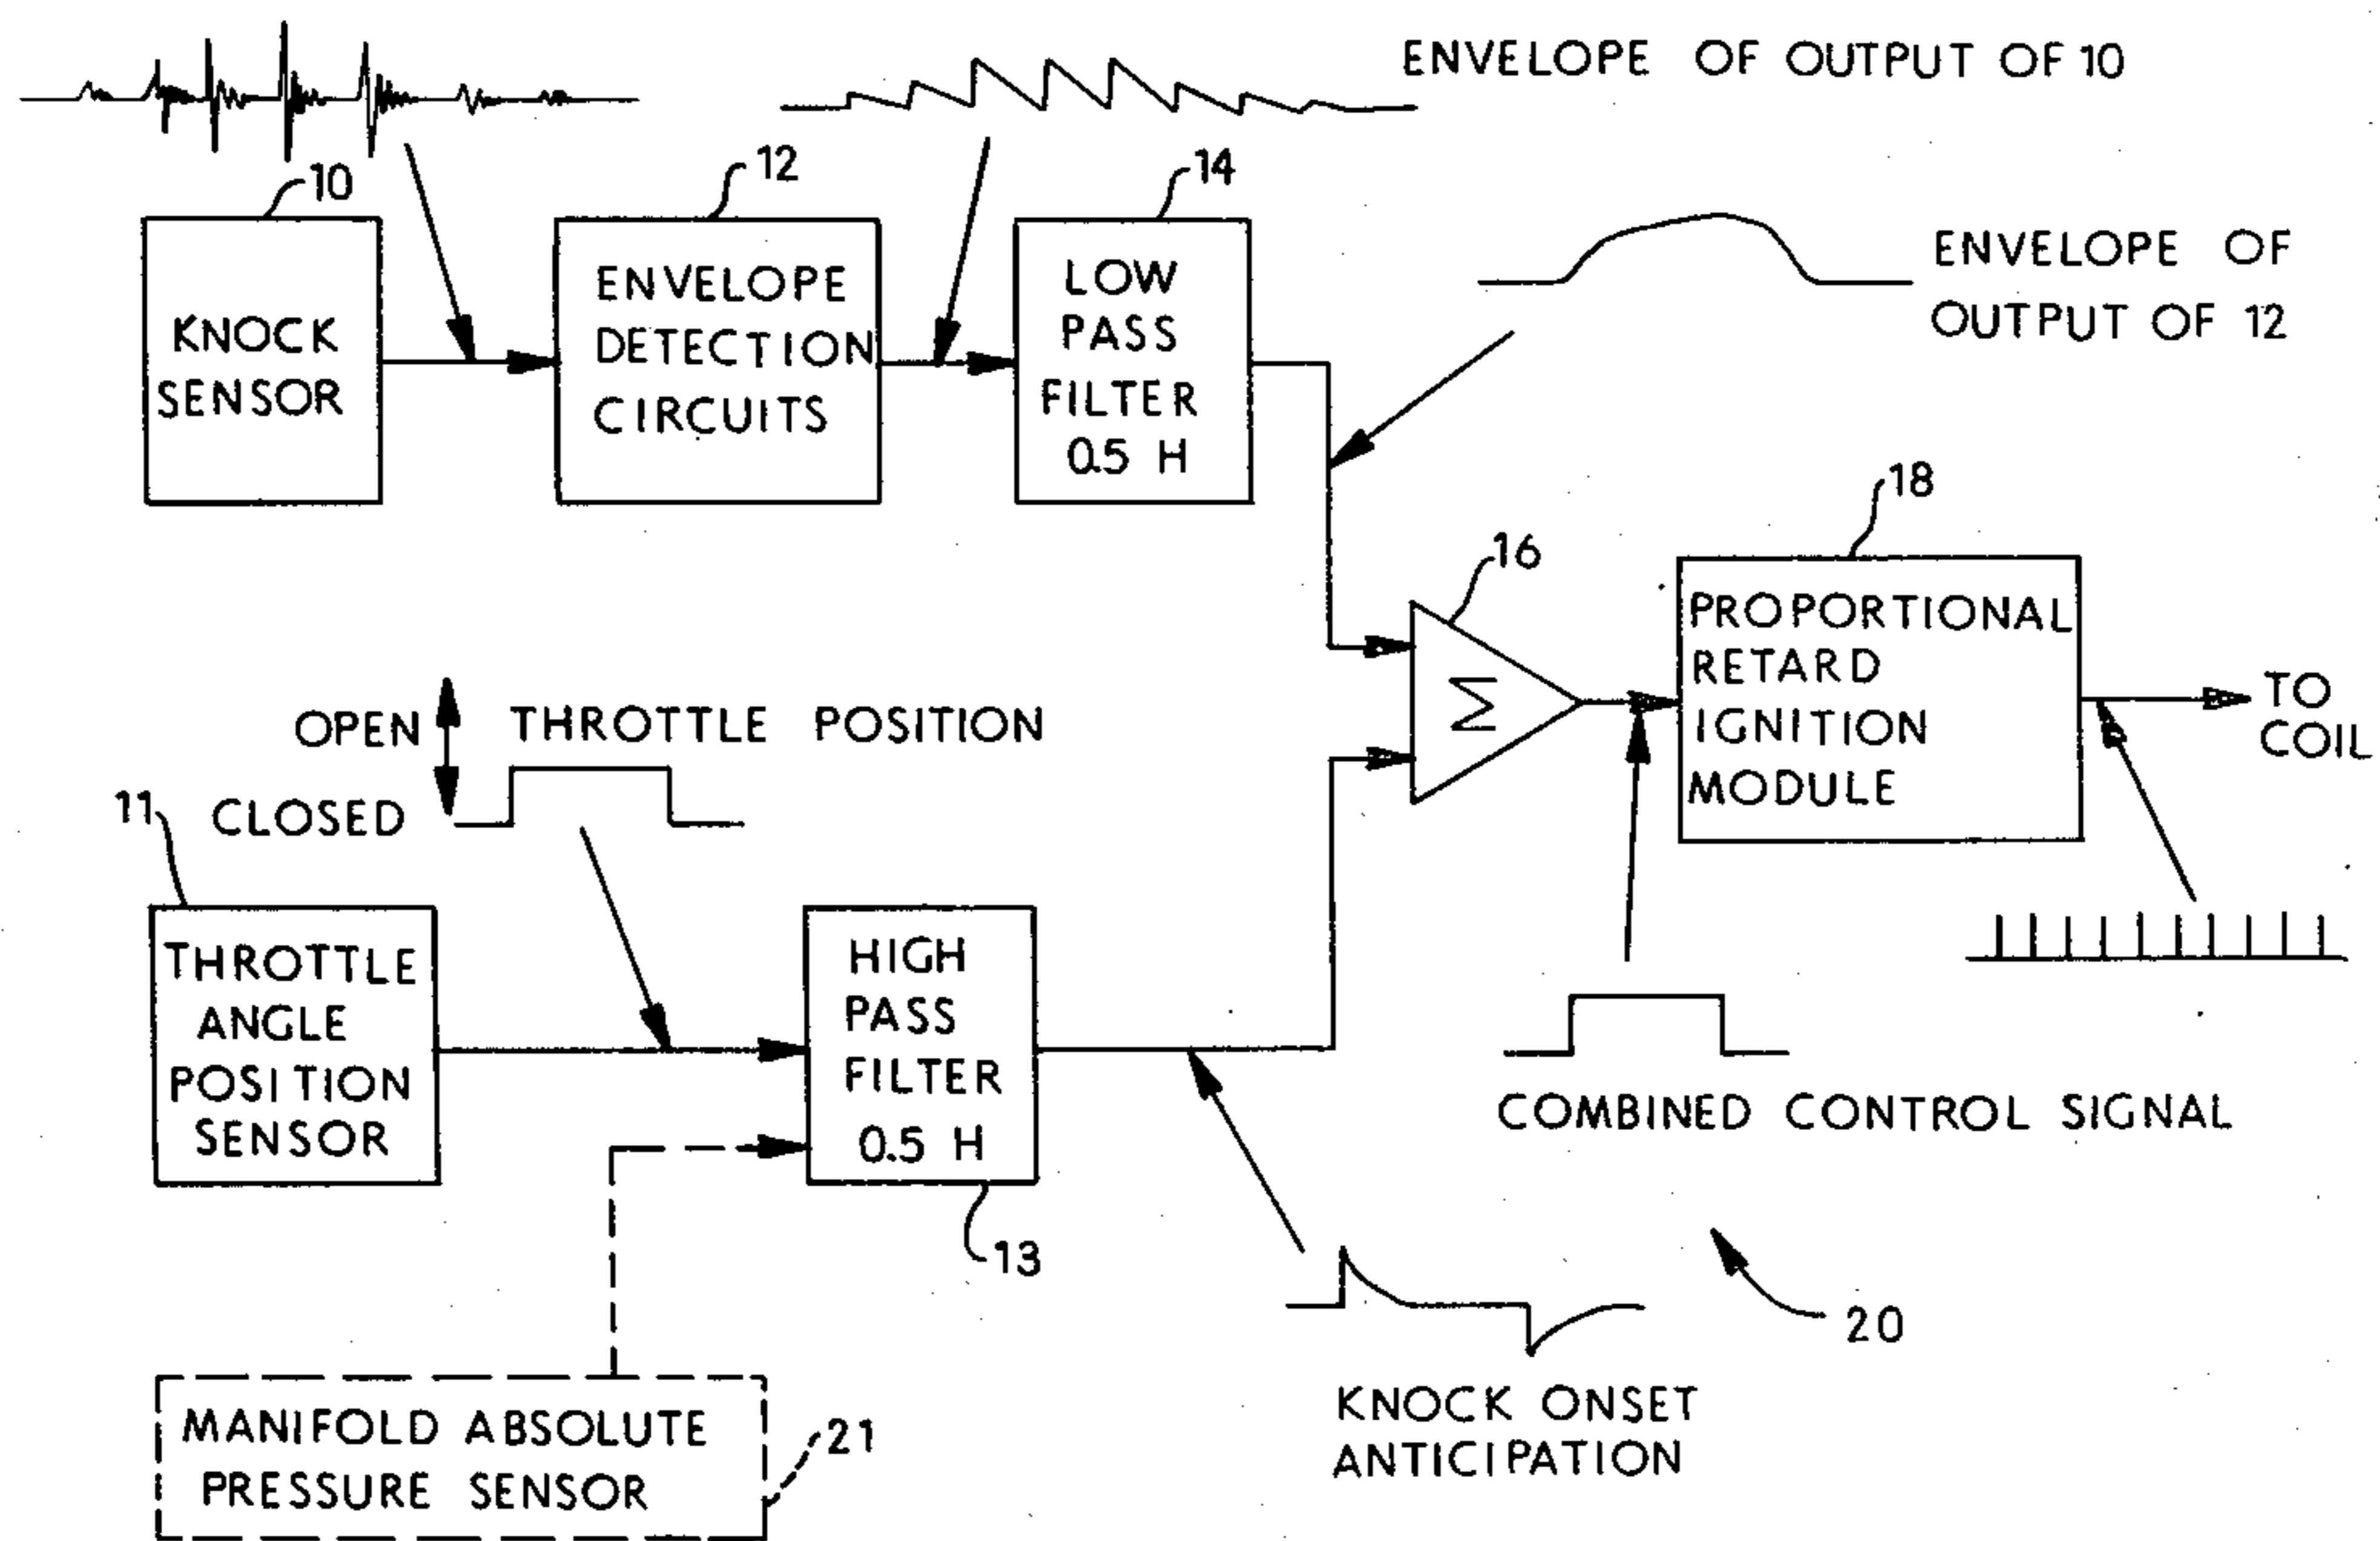 ENVELOPE OF OUTPUT OF 10
10
12
14
KNOCK
SENSOR
ENVELOPE
DETECTION
CIRCUITS
LOW
PASS
FILTER
0.5 H
ENVELOPE OF
OUTPUT OF 12
16
18
Σ
PROPORTIONAL
RETARD
IGNITION
MODULE
TO
COIL
OPEN
THROTTLE POSITION
CLOSED
11
THROTTLE
ANGLE
POSITION
SENSOR
HIGH
PASS
FILTER
0.5 H
13
COMBINED CONTROL SIGNAL
20
KNOCK ONSET
ANTICIPATION
MANIFOLD ABSOLUTE
PRESSURE SENSOR
21